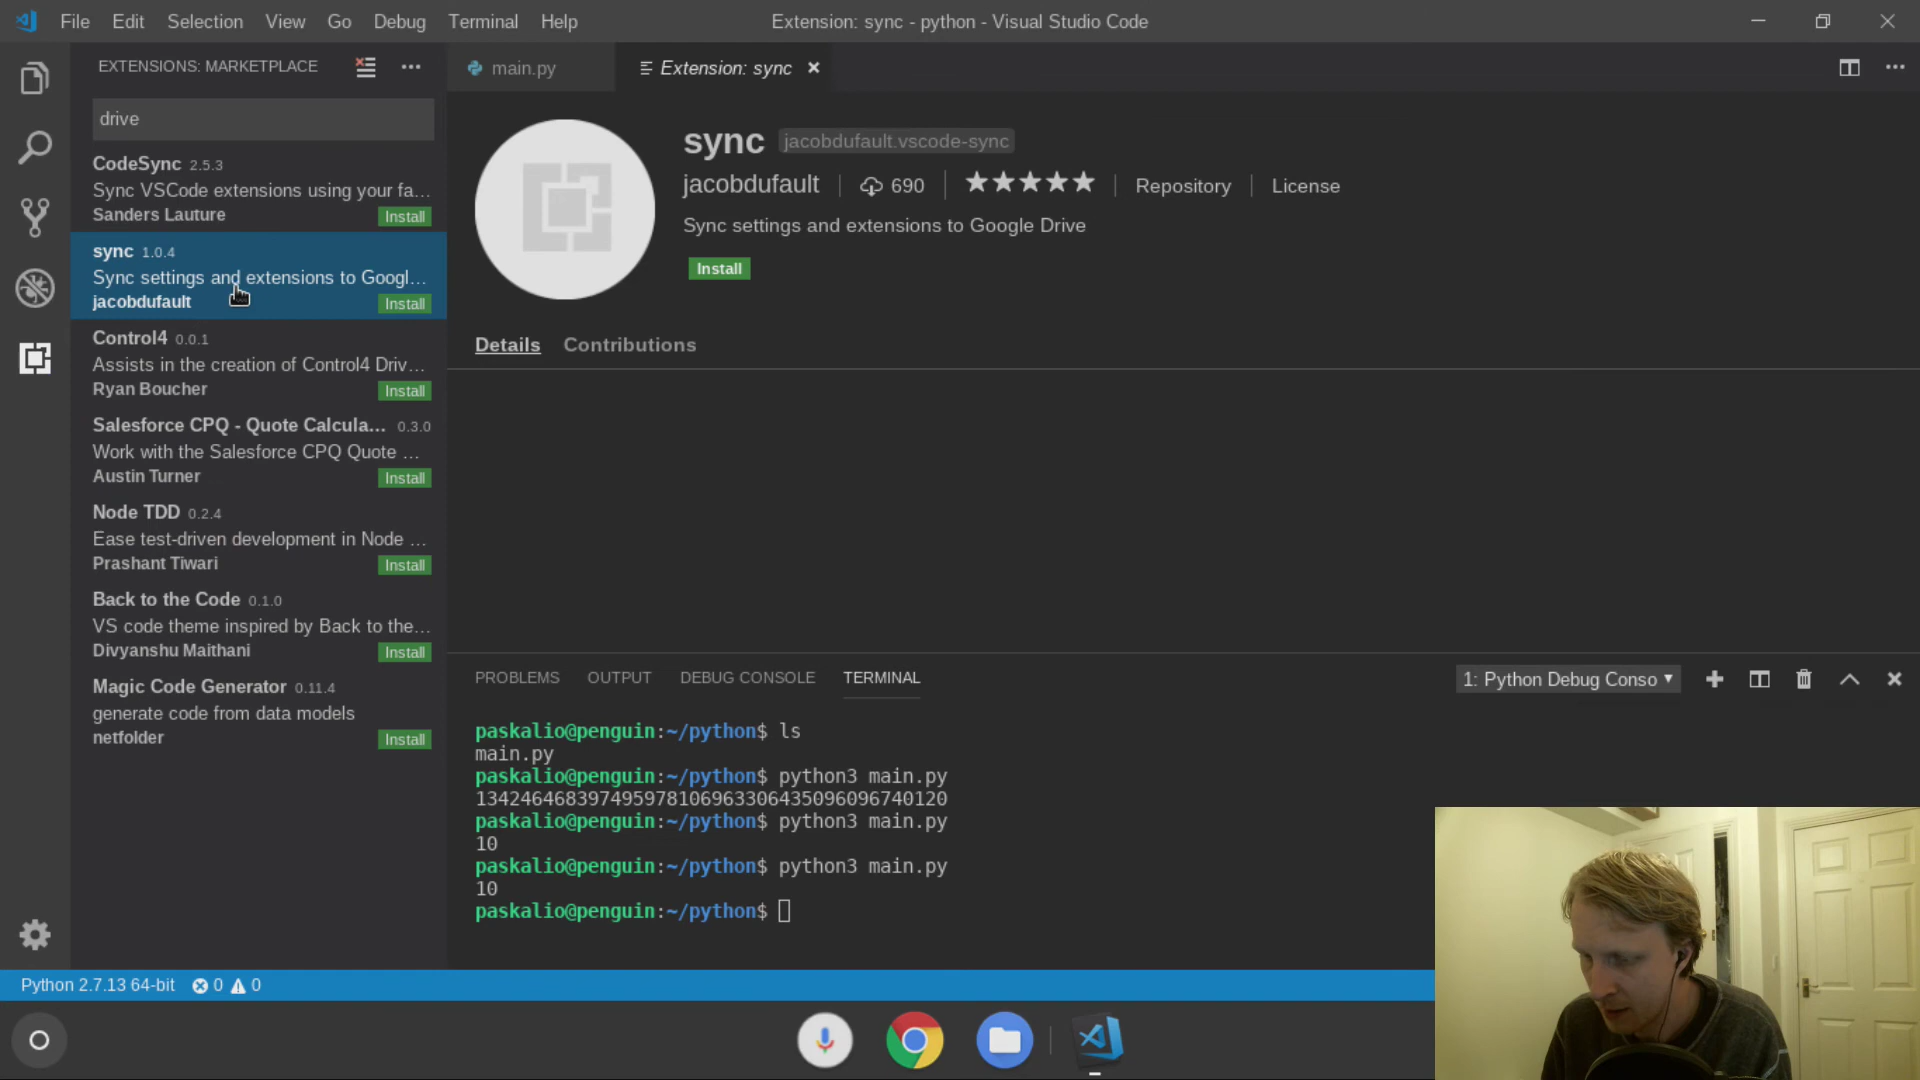 File Edit Selection View Go Debug Terminal Help
Extension: sync - python - Visual Studio Code
EXTENSIONS: MARKETPLACE
drive
CodeSync 2.5.3
Sync VSCode extensions using your fa...
Sanders Lauture Install
sync 1.0.4
Sync settings and extensions to Googl...
jacobdufault Install
Control4 0.0.1
Assists in the creation of Control4 Driv...
Ryan Boucher Install
Salesforce CPQ - Quote Calcula... 0.3.0
Work with the Salesforce CPQ Quote ...
Austin Turner Install
Node TDD 0.2.4
Ease test-driven development in Node ...
Prashant Tiwari Install
Back to the Code 0.1.0
VS code theme inspired by Back to the...
Divyanshu Maithani Install
Magic Code Generator 0.11.4
generate code from data models
netfolder Install
main.py Extension: sync
sync jacobdufault.vscode-sync
jacobdufault 690 Repository License
Sync settings and extensions to Google Drive
Install
Details Contributions
PROBLEMS OUTPUT DEBUG CONSOLE TERMINAL
1: Python Debug Conso
paskalio@penguin:~/python$ ls
main.py
paskalio@penguin:~/python$ python3 main.py
1342464683974959781069633064350960967 40120
paskalio@penguin:~/python$ python3 main.py
10
paskalio@penguin:~/python$ python3 main.py
10
paskalio@penguin:~/python$
Python 2.7.13 64-bit 0 0